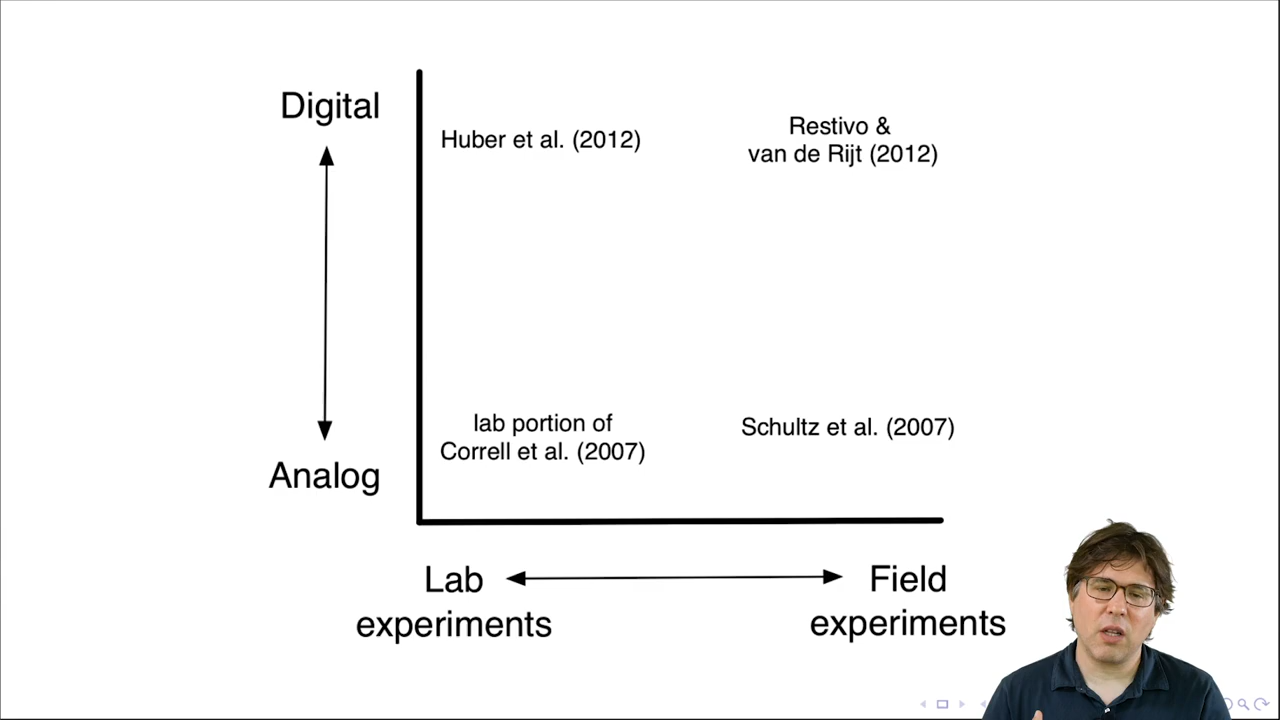 Digital
Huber et al. (2012)
Restivo &
van de Rijt (2012)
lab portion of
Correll et al. (2007)
Schultz et al. (2007)
Analog
Lab
experiments
Field
experiments